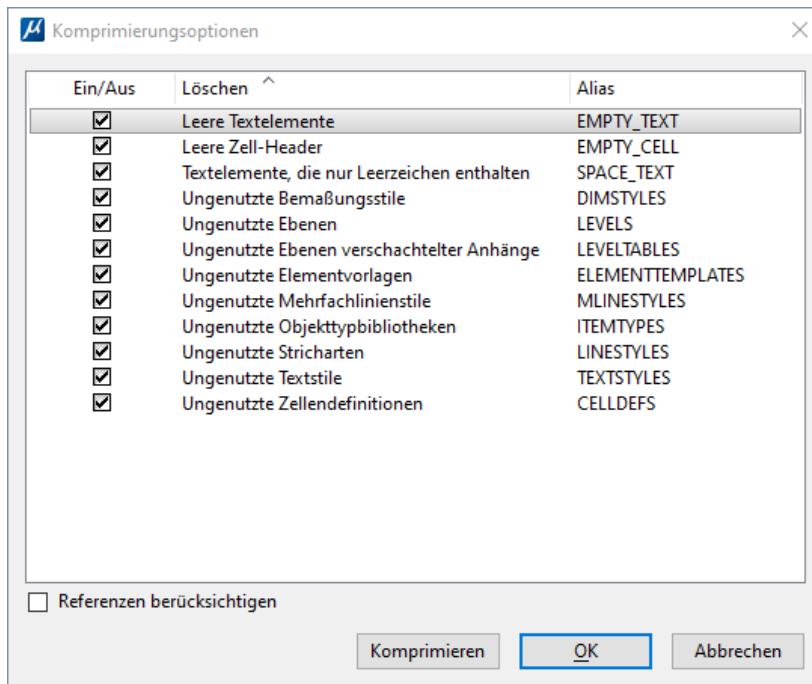 Komprimierungsoptionen
Ein/Aus Löschen Alias
Leere Textelemente EMPTY_TEXT
Leere Zell-Header EMPTY_CELL
Textelemente, die nur Leerzeichen enthalten SPACE_TEXT
Ungenutzte Bemaßungsstile DIMSTYLES
Ungenutzte Ebenen LEVELS
Ungenutzte Ebenen verschachtelter Anhänge LEVELTABLES
Ungenutzte Elementvorlagen ELEMENTTEMPLATES
Ungenutzte Mehrfachlinienstile MLINESTYLES
Ungenutzte Objekttypbibliotheken ITEMTYPES
Ungenutzte Stricharten LINESTYLES
Ungenutzte Textstile TEXTSTYLES
Ungenutzte Zellendefinitionen CELLDEFS
Referenzen berücksichtigen
Komprimieren OK Abbrechen